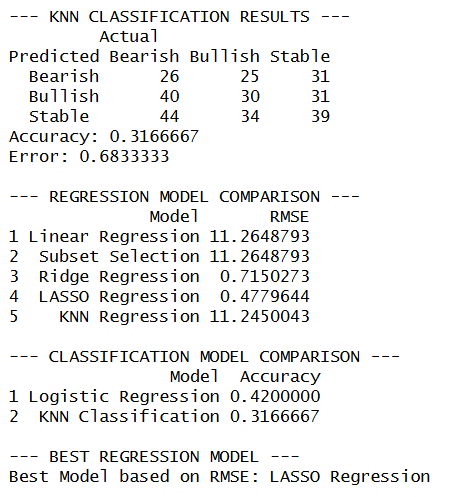 --- KNN CLASSIFICATION RESULTS ---
Actual
Predicted Bearish Bullish Stable
Bearish 26 25 31
Bullish 40 30 31
Stable 44 34 39
Accuracy: 0.3166667
Error: 0.6833333
--- REGRESSION MODEL COMPARISON ---
Model RMSE
1 Linear Regression 11.2648793
2 Subset Selection 11.2648793
3 Ridge Regression 0.7150273
4 LASSO Regression 0.4779644
5 KNN Regression 11.2450043
--- CLASSIFICATION MODEL COMPARISON ---
Model Accuracy
1 Logistic Regression 0.4200000
2 KNN Classification 0.3166667
--- BEST REGRESSION MODEL ---
Best Model based on RMSE: LASSO Regression